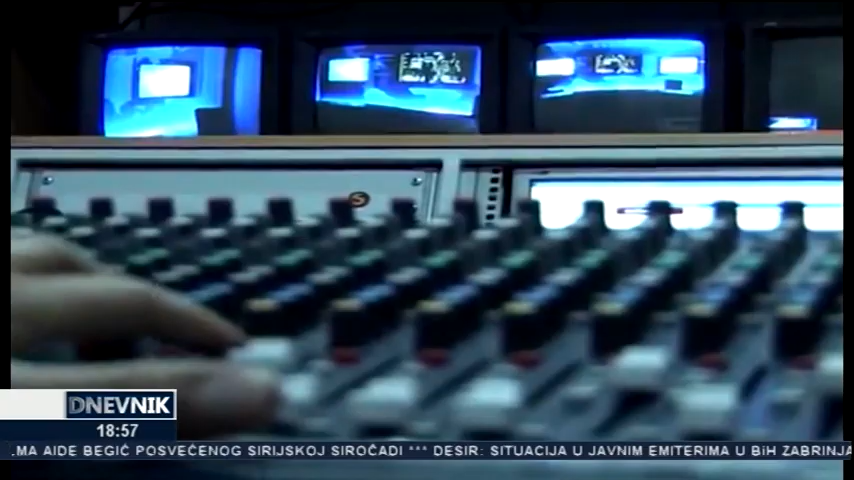 S
DNEVNIK
18:57
.MA AIDE BEGIĆ POSVEĆENOG SIRIJSKOJ SIROČADI *** DESIR: SITUACIJA U JAVNIM EMITERIMA U BiH ZABRINJA